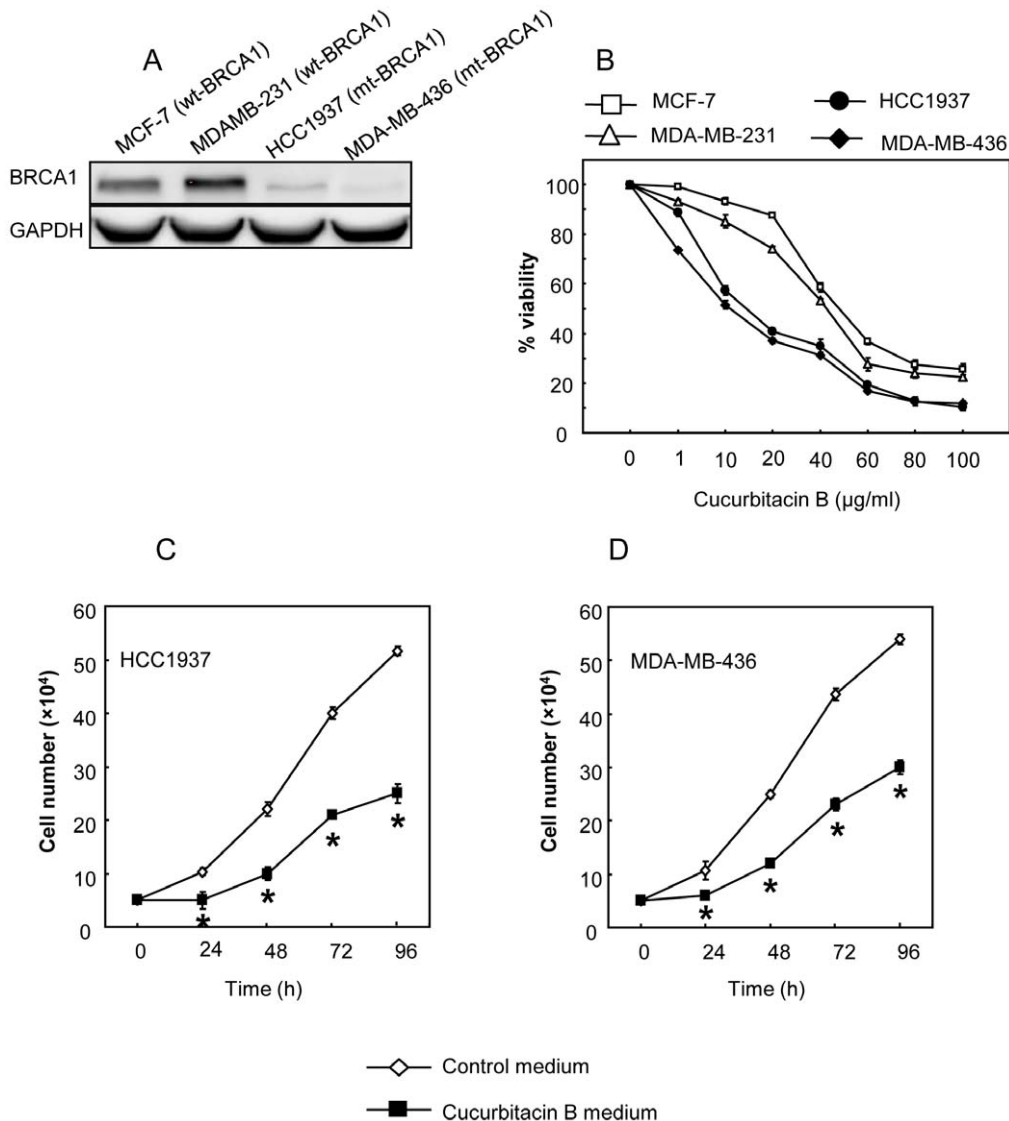 A
MCF-7 (wt-BRCA1)
MDAMB-231 (wt-BRCA1)
HCC1937 (mt-BRCA1)
MDA-MB-436 (mt-BRCA1)
BRCA1
GAPDH
B
MCF-7
HCC1937
MDA-MB-231
MDA-MB-436
100
80
60
40
20
0
% viability
0 1 10 20 40 60 80 100
Cucurbitacin B (µg/ml)
C
60
50
40
30
20
10
0
Cell number (×10⁴)
HCC1937
* * * *
0 24 48 72 96
Time (h)
D
60
50
40
30
20
10
0
Cell number (×10⁴)
MDA-MB-436
* * * *
0 24 48 72 96
Time (h)
Control medium
Cucurbitacin B medium